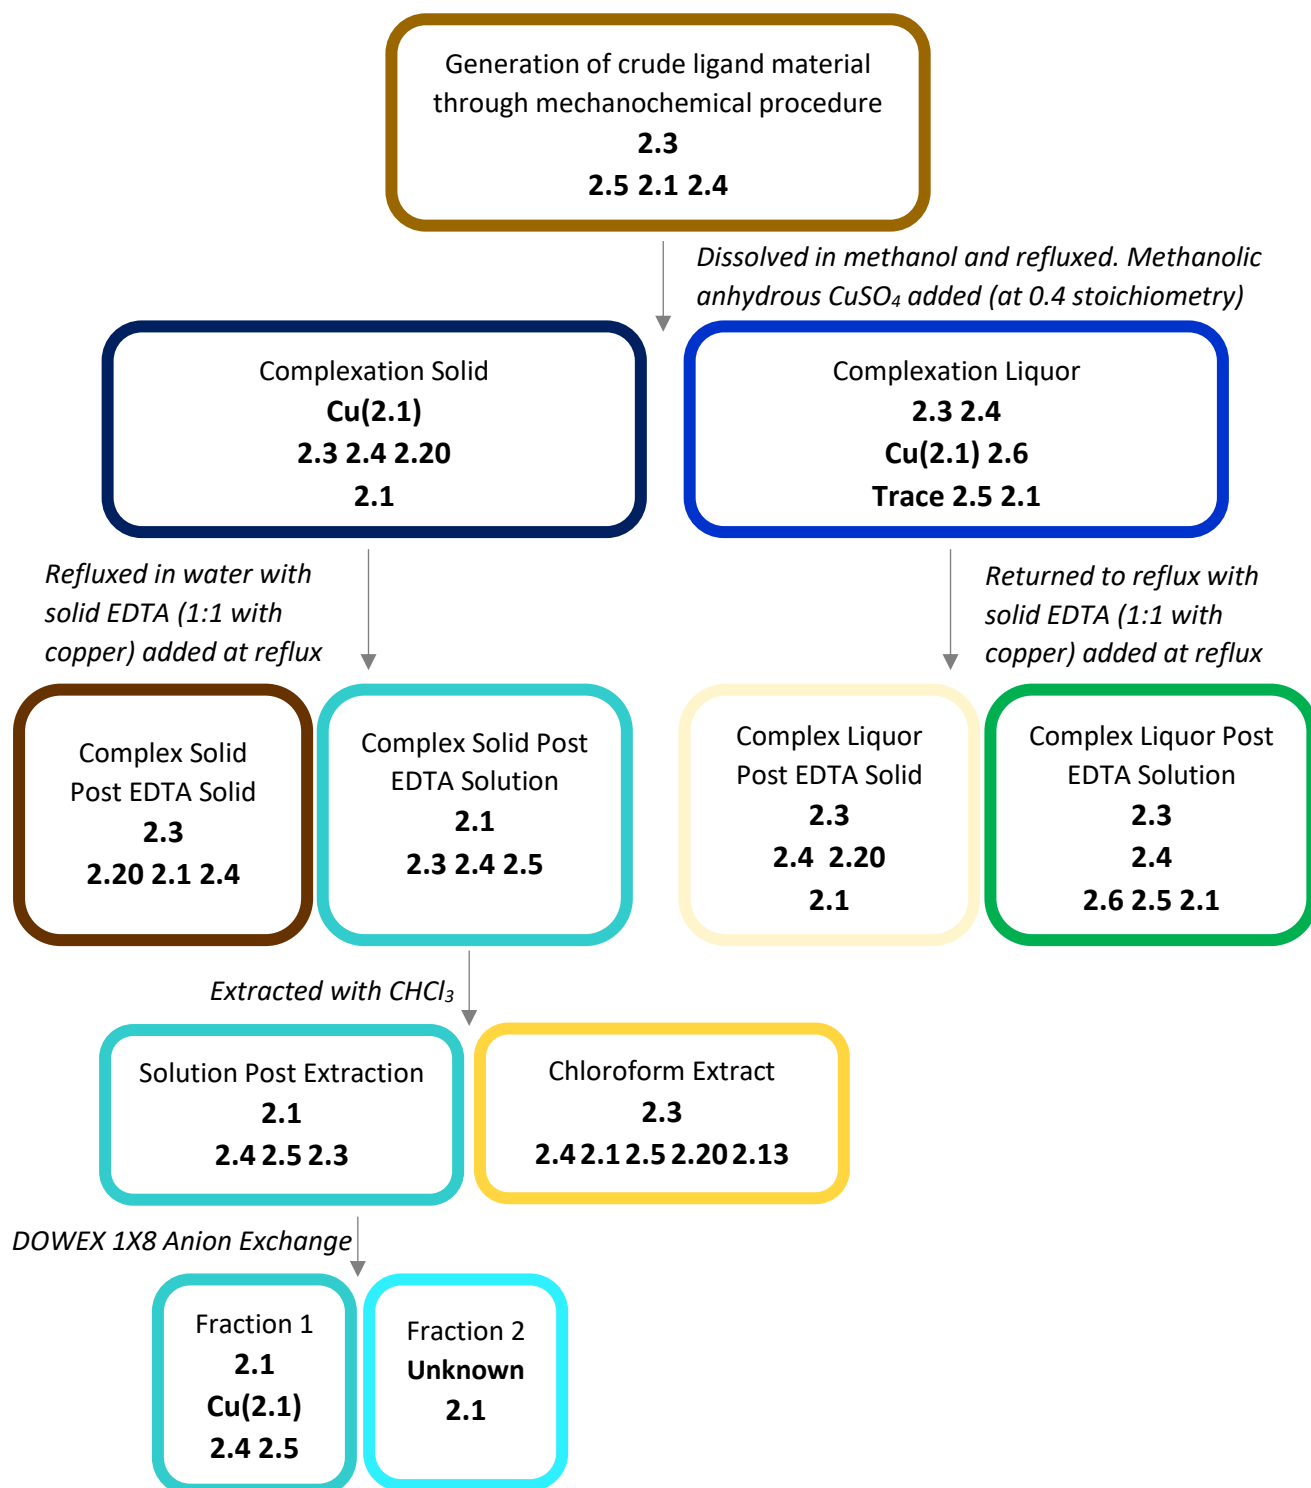 Generation of crude ligand material
through mechanochemical procedure
2.3
2.5 2.1 2.4
Dissolved in methanol and refluxed. Methanolic
anhydrous CuSO₄ added (at 0.4 stoichiometry)
Complexation Solid
Cu(2.1)
2.3 2.4 2.20
2.1
Complexation Liquor
2.3 2.4
Cu(2.1) 2.6
Trace 2.5 2.1
Refluxed in water with
solid EDTA (1:1 with
copper) added at reflux
Returned to reflux with
solid EDTA (1:1 with
copper) added at reflux
Complex Solid
Post EDTA Solid
2.3
2.20 2.1 2.4
Complex Solid Post
EDTA Solution
2.1
2.3 2.4 2.5
Complex Liquor
Post EDTA Solid
2.3
2.4 2.20
2.1
Complex Liquor Post
EDTA Solution
2.3
2.4
2.6 2.5 2.1
Extracted with CHCl₃
Solution Post Extraction
2.1
2.4 2.5 2.3
Chloroform Extract
2.3
2.4 2.1 2.5 2.20 2.13
DOWEX 1X8 Anion Exchange
Fraction 1
2.1
Cu(2.1)
2.4 2.5
Fraction 2
Unknown
2.1